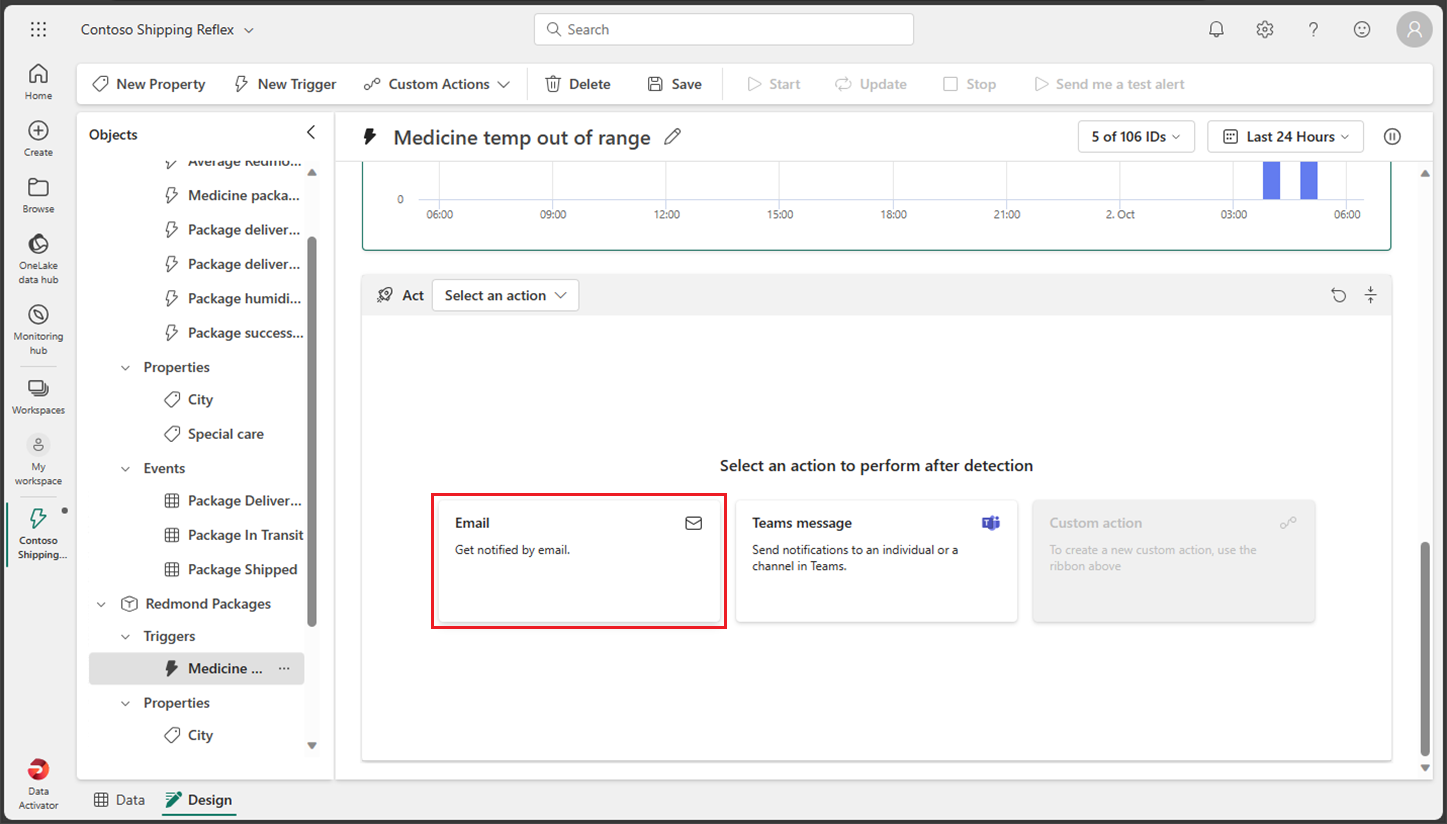 Contoso Shipping Reflex
Search
Home
Create
Browse
OneLake
data hub
Monitoring
hub
Workspaces
My
workspace
Contoso
Shipping...
Data
Activator
New Property
New Trigger
Custom Actions
Delete
Save
Start
Update
Stop
Send me a test alert
Objects
Average Redmo...
Medicine packa...
Package deliver...
Package deliver...
Package humidi...
Package success...
Properties
City
Special care
Events
Package Deliver...
Package In Transit
Package Shipped
Redmond Packages
Triggers
Medicine ...
Properties
City
Medicine temp out of range
5 of 106 IDs
Last 24 Hours
0
06:00 09:00 12:00 15:00 18:00 21:00 2. Oct 03:00 06:00
Act
Select an action
Select an action to perform after detection
Email
Get notified by email.
Teams message
Send notifications to an individual or a
channel in Teams.
Custom action
To create a new custom action, use the
ribbon above
Data
Design